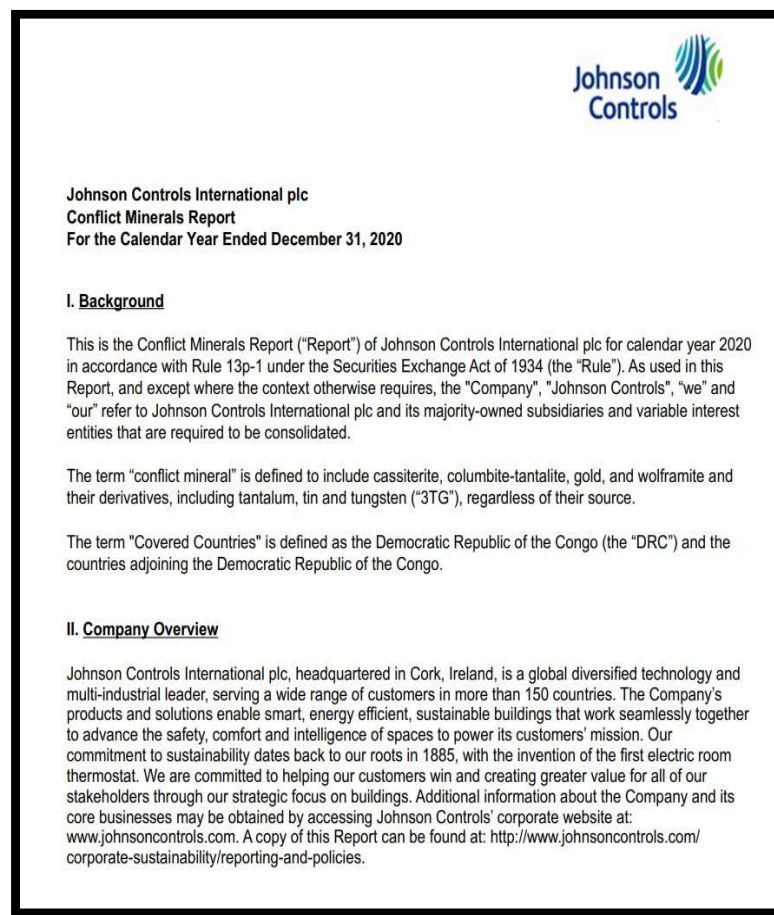 Johnson
Controls
Johnson Controls International plc
Conflict Minerals Report
For the Calendar Year Ended December 31, 2020
I. Background
This is the Conflict Minerals Report (“Report”) of Johnson Controls International plc for calendar year 2020
in accordance with Rule 13p-1 under the Securities Exchange Act of 1934 (the “Rule”). As used in this
Report, and except where the context otherwise requires, the "Company", "Johnson Controls", “we” and
“our” refer to Johnson Controls International plc and its majority-owned subsidiaries and variable interest
entities that are required to be consolidated.
The term “conflict mineral” is defined to include cassiterite, columbite-tantalite, gold, and wolframite and
their derivatives, including tantalum, tin and tungsten (“3TG”), regardless of their source.
The term "Covered Countries" is defined as the Democratic Republic of the Congo (the “DRC”) and the
countries adjoining the Democratic Republic of the Congo.
II. Company Overview
Johnson Controls International plc, headquartered in Cork, Ireland, is a global diversified technology and
multi-industrial leader, serving a wide range of customers in more than 150 countries. The Company’s
products and solutions enable smart, energy efficient, sustainable buildings that work seamlessly together
to advance the safety, comfort and intelligence of spaces to power its customers’ mission. Our
commitment to sustainability dates back to our roots in 1885, with the invention of the first electric room
thermostat. We are committed to helping our customers win and creating greater value for all of our
stakeholders through our strategic focus on buildings. Additional information about the Company and its
core businesses may be obtained by accessing Johnson Controls’ corporate website at:
www.johnsoncontrols.com. A copy of this Report can be found at: http://www.johnsoncontrols.com/
corporate-sustainability/reporting-and-policies.